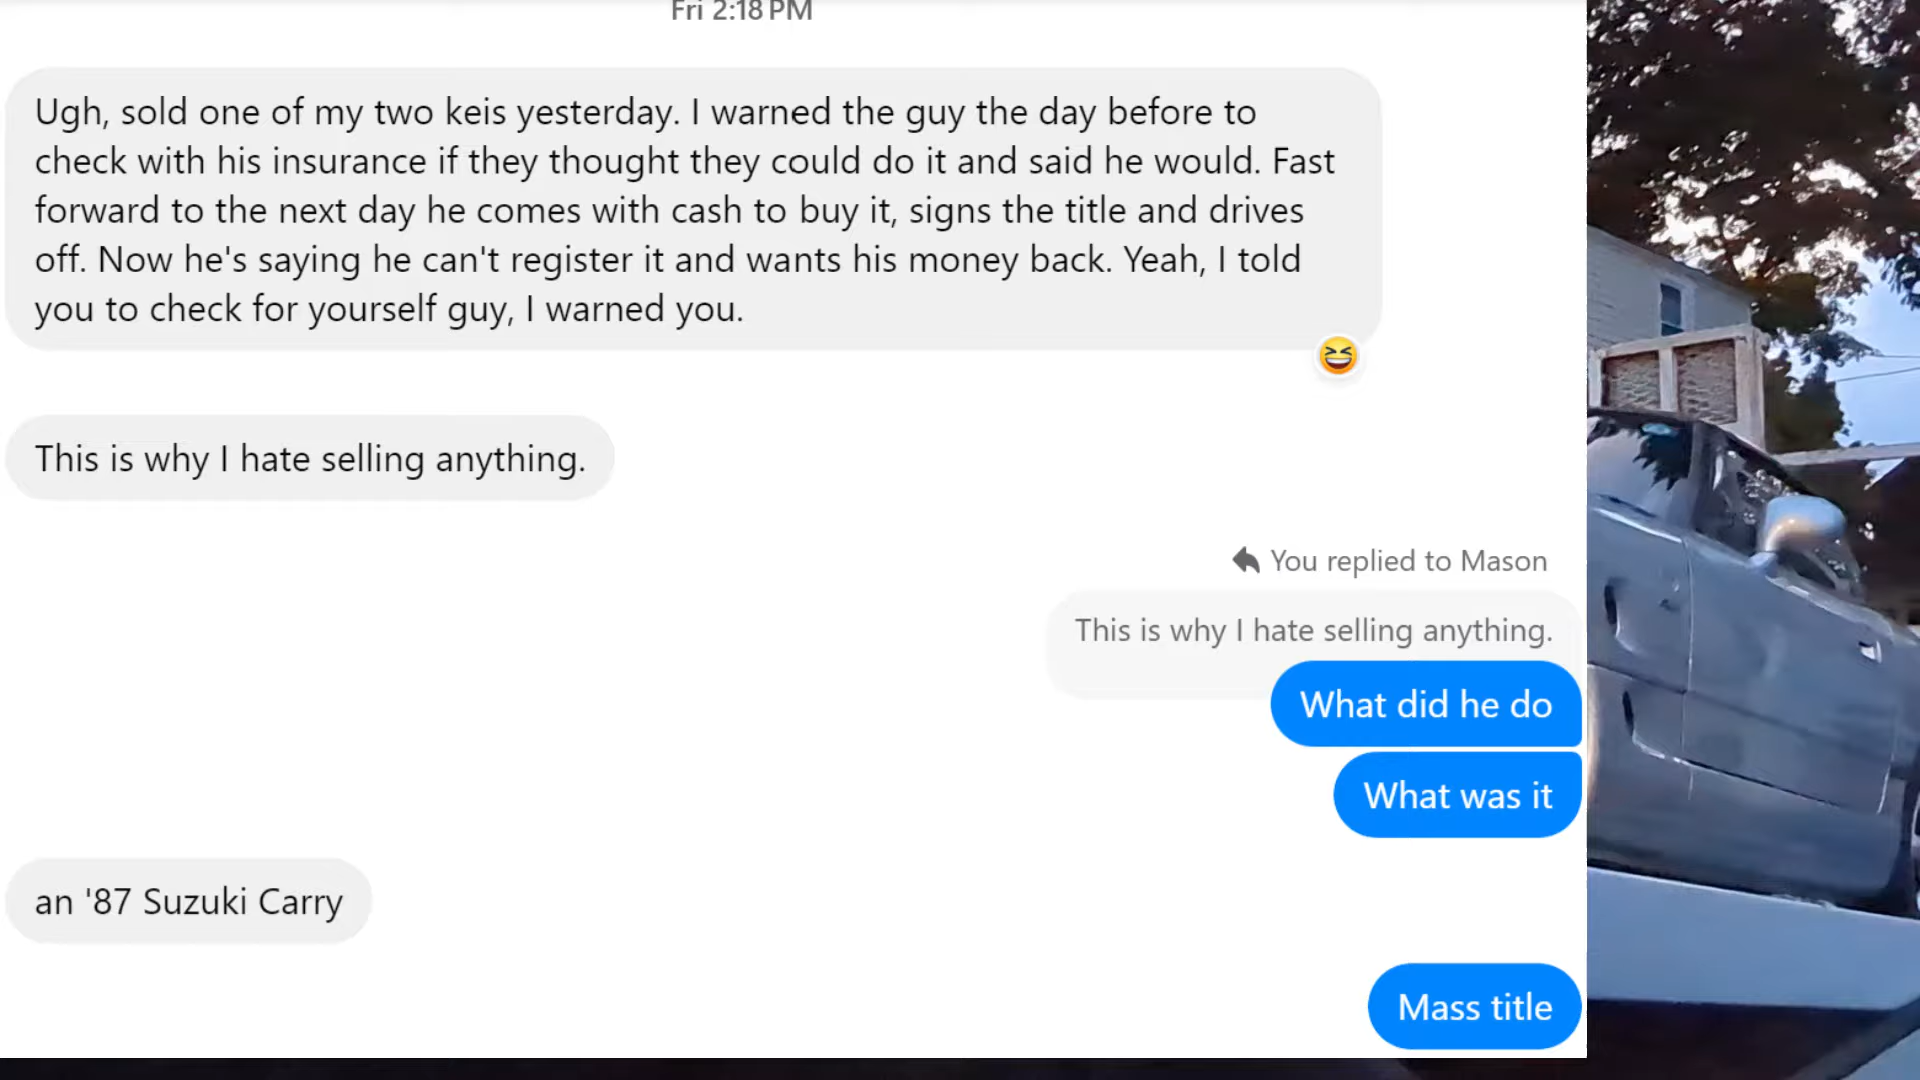 Fri 2:18 PM
Ugh, sold one of my two keis yesterday. I warned the guy the day before to
check with his insurance if they thought they could do it and said he would. Fast
forward to the next day he comes with cash to buy it, signs the title and drives
off. Now he's saying he can't register it and wants his money back. Yeah, I told
you to check for yourself guy, I warned you.
This is why I hate selling anything.
You replied to Mason
This is why I hate selling anything.
What did he do
What was it
an '87 Suzuki Carry
Mass title